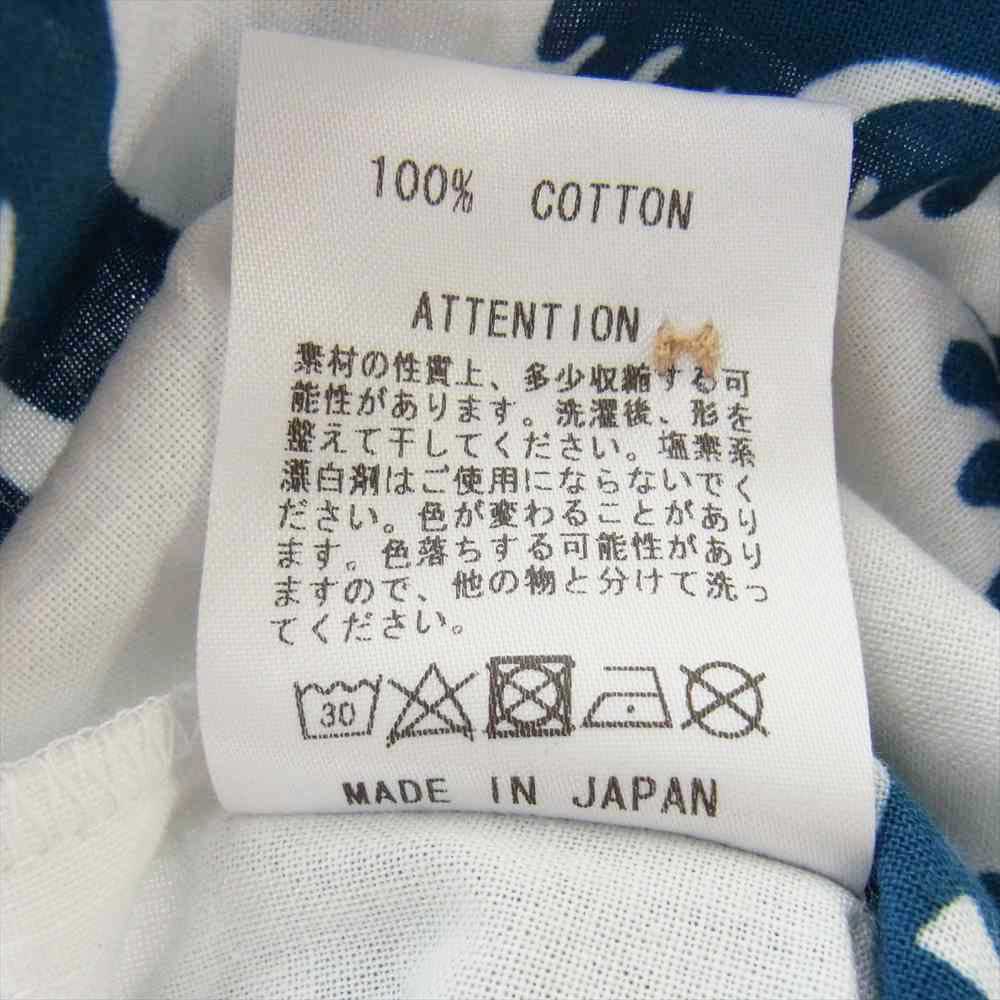 100% COTTON
ATTENTION
素材の性質上、多少収縮する可
能性があります。洗濯後、形を
整えて干してください。塩素系
漂白剤はご使用にならないでく
ださい。色が変わることがあり
ます。色落ちする可能性があり
ますので、他の物と分けて洗っ
てください。
30
MADE IN JAPAN